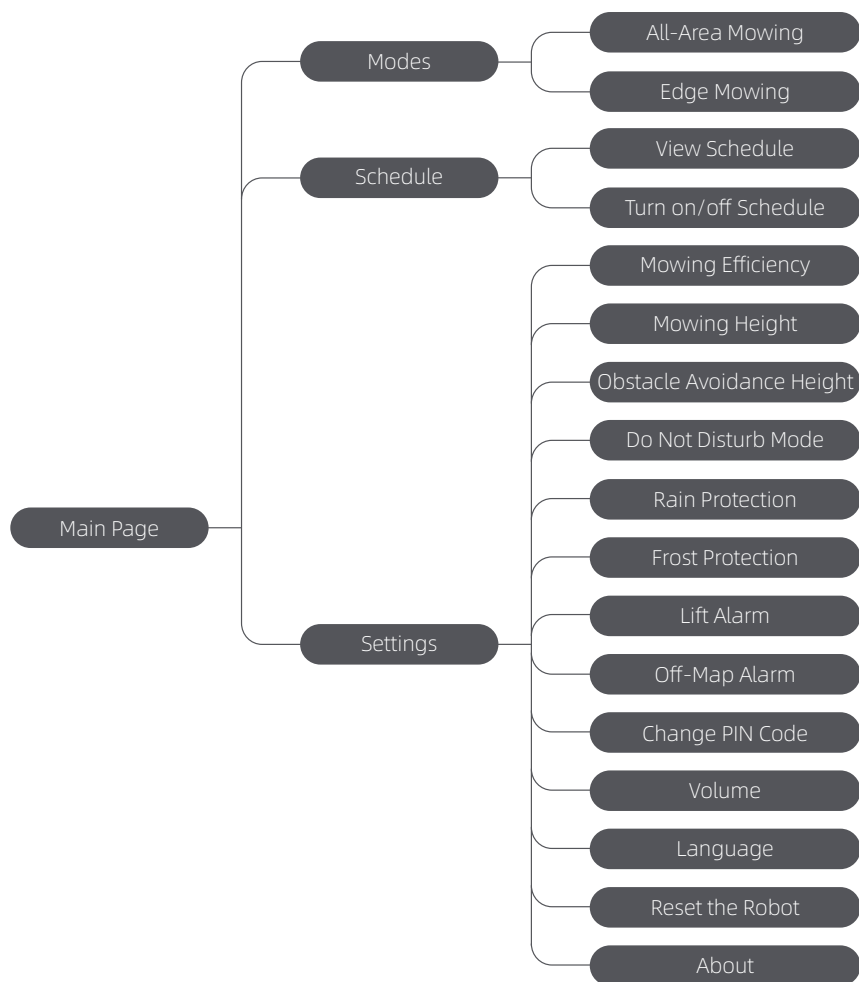 Main Page
Modes
All-Area Mowing
Edge Mowing
Schedule
View Schedule
Turn on/off Schedule
Settings
Mowing Efficiency
Mowing Height
Obstacle Avoidance Height
Do Not Disturb Mode
Rain Protection
Frost Protection
Lift Alarm
Off-Map Alarm
Change PIN Code
Volume
Language
Reset the Robot
About